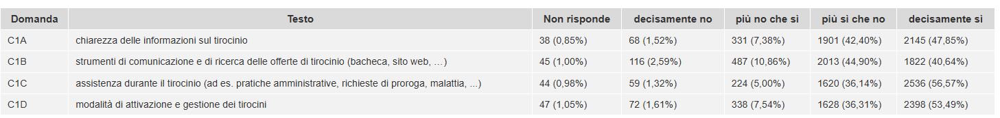 Domanda Testo Non risponde decisamente no più no che sì più sì che no decisamente sì
C1A chiarezza delle informazioni sul tirocinio 38 (0,85%) 68 (1,52%) 331 (7,38%) 1901 (42,40%) 2145 (47,85%)
C1B strumenti di comunicazione e di ricerca delle offerte di tirocinio (bacheca, sito web, …) 45 (1,00%) 116 (2,59%) 487 (10,86%) 2013 (44,90%) 1822 (40,64%)
C1C assistenza durante il tirocinio (ad es. pratiche amministrative, richieste di proroga, malattia, ...) 44 (0,98%) 59 (1,32%) 224 (5,00%) 1620 (36,14%) 2536 (56,57%)
C1D modalità di attivazione e gestione dei tirocini 47 (1,05%) 72 (1,61%) 338 (7,54%) 1628 (36,31%) 2398 (53,49%)